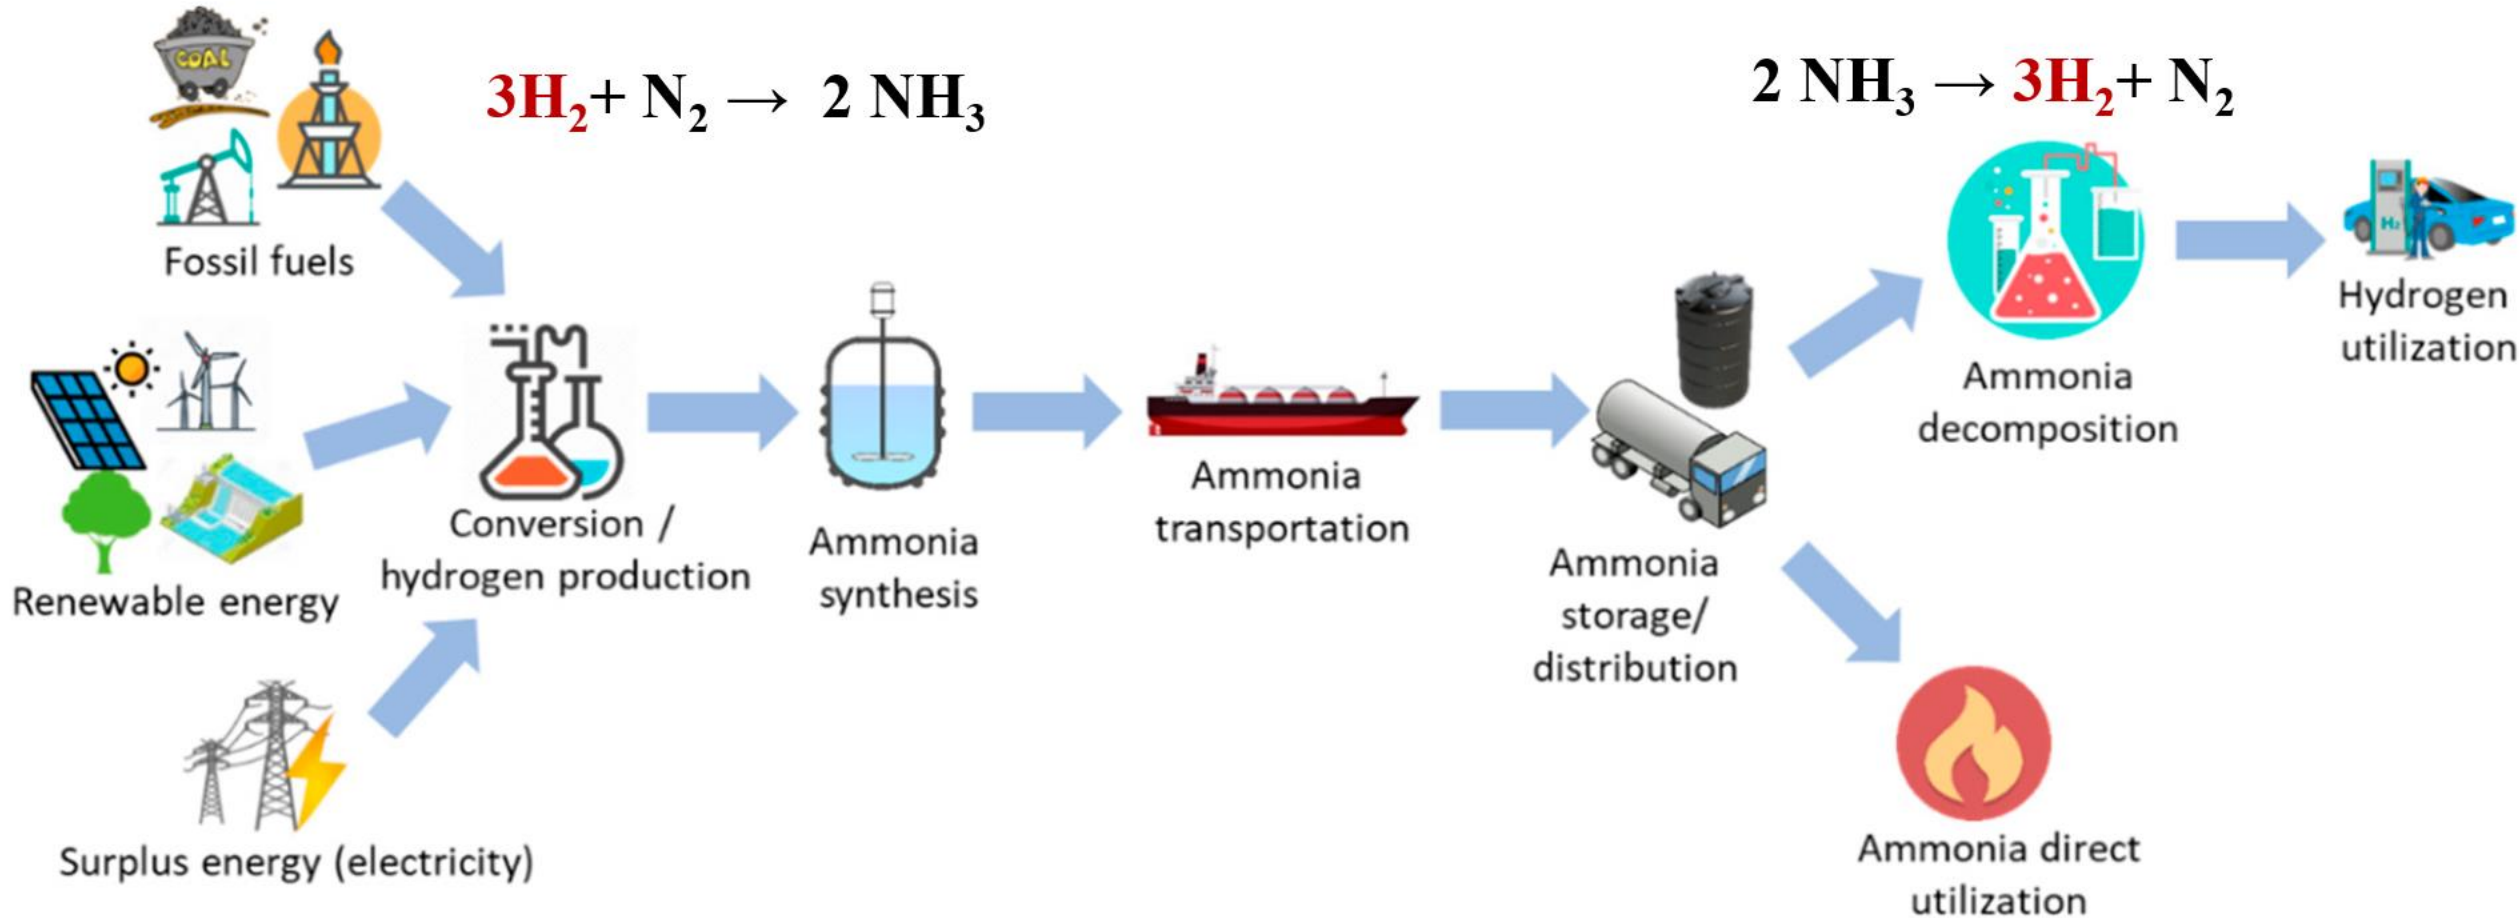 COAL
3H₂+ N₂ → 2 NH₃
2 NH₃ → 3H₂+ N₂
Fossil fuels
H₂
Hydrogen
utilization
Ammonia
decomposition
Conversion /
hydrogen production
Ammonia
synthesis
Ammonia
transportation
Ammonia
storage/
distribution
Renewable energy
Surplus energy (electricity)
Ammonia direct
utilization